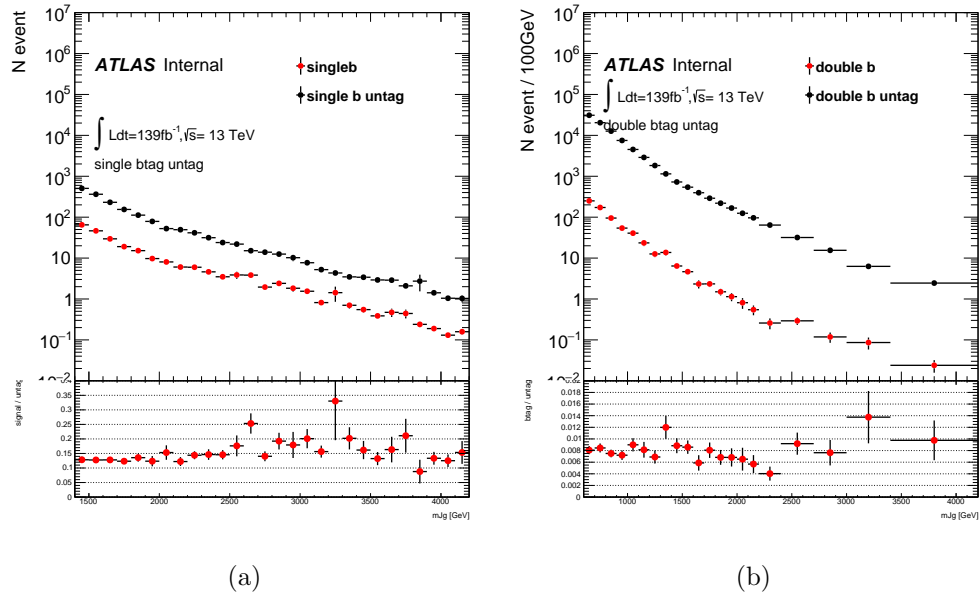 N event
10^7
10^6
10^5
10^4
10^3
10^2
10
1
10^−1
10^−2
ATLAS Internal
singleb
single b untag
∫ Ldt=139fb^-1,√s= 13 TeV
single btag untag
signal / untag
0.35
0.3
0.25
0.2
0.15
0.1
0.05
0
1500 2000 2500 3000 3500 4000
mJg [GeV]
(a)
N event / 100GeV
10^7
10^6
10^5
10^4
10^3
10^2
10
1
10^−1
10^−2
ATLAS Internal
double b
double b untag
∫ Ldt=139fb^-1,√s= 13 TeV
double btag untag
btag / untag
0.018
0.016
0.014
0.012
0.01
0.008
0.006
0.004
0.002
0
1000 1500 2000 2500 3000 3500 4000
mJg [GeV]
(b)